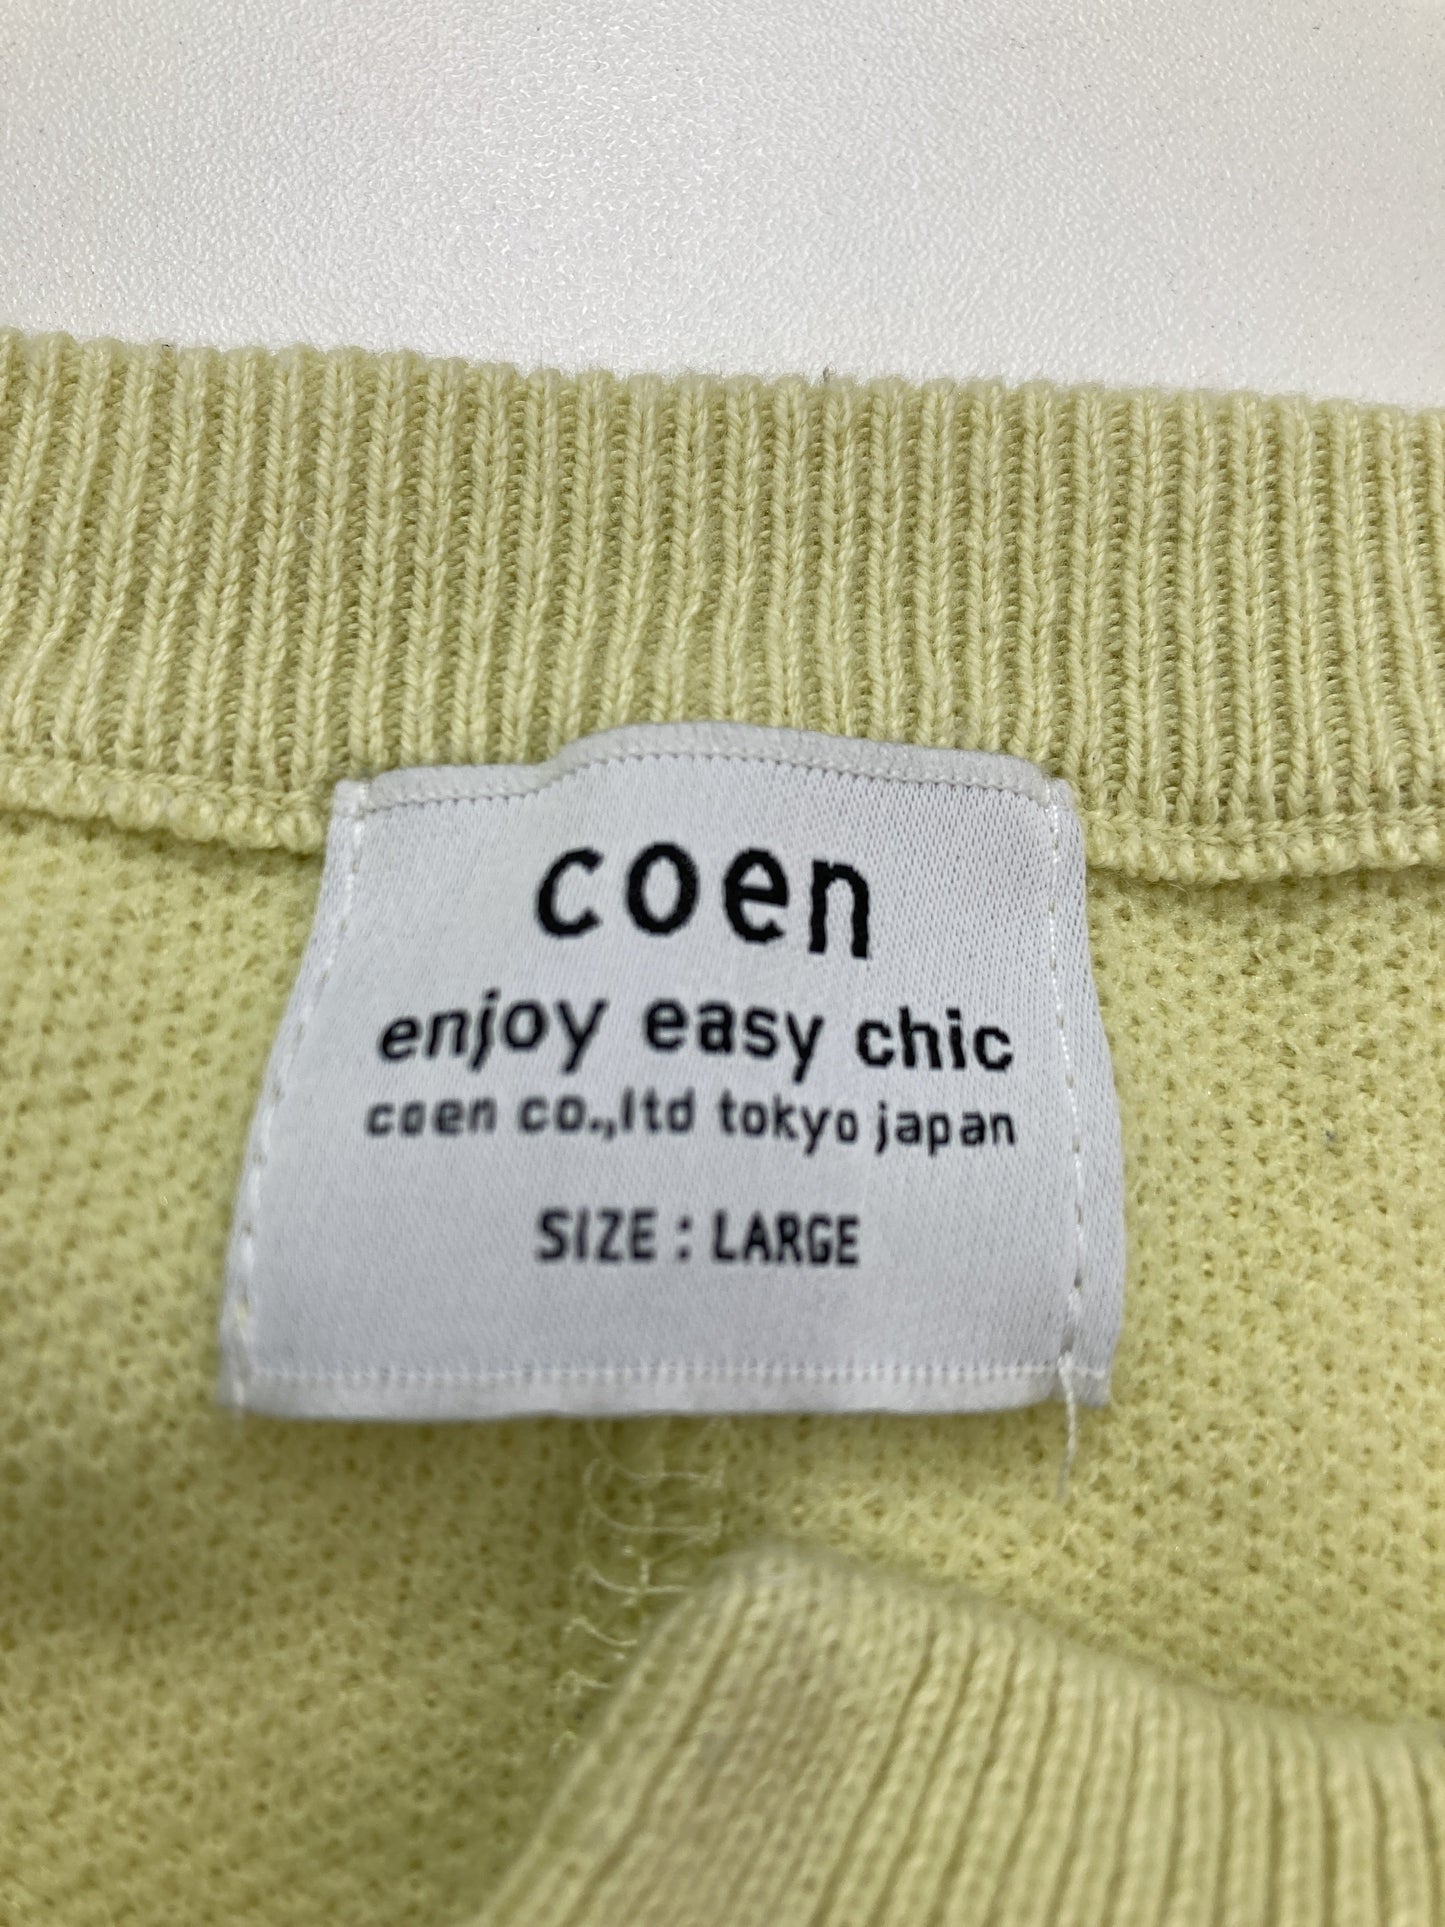 coen
enjoy easy chic
coen co.,ltd tokyo japan
SIZE : LARGE